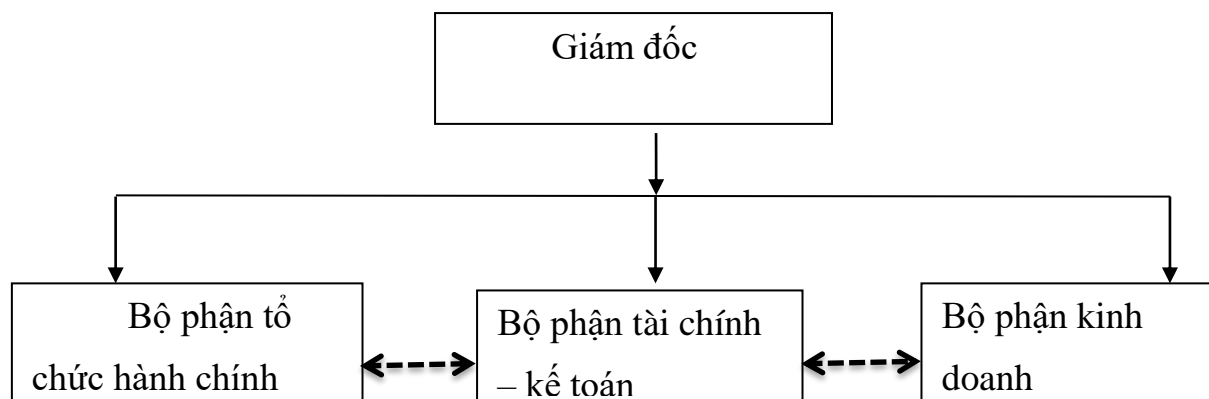 Giám đốc
Bộ phận tổ
chức hành chính
Bộ phận tài chính
– kế toán
Bộ phận kinh
doanh